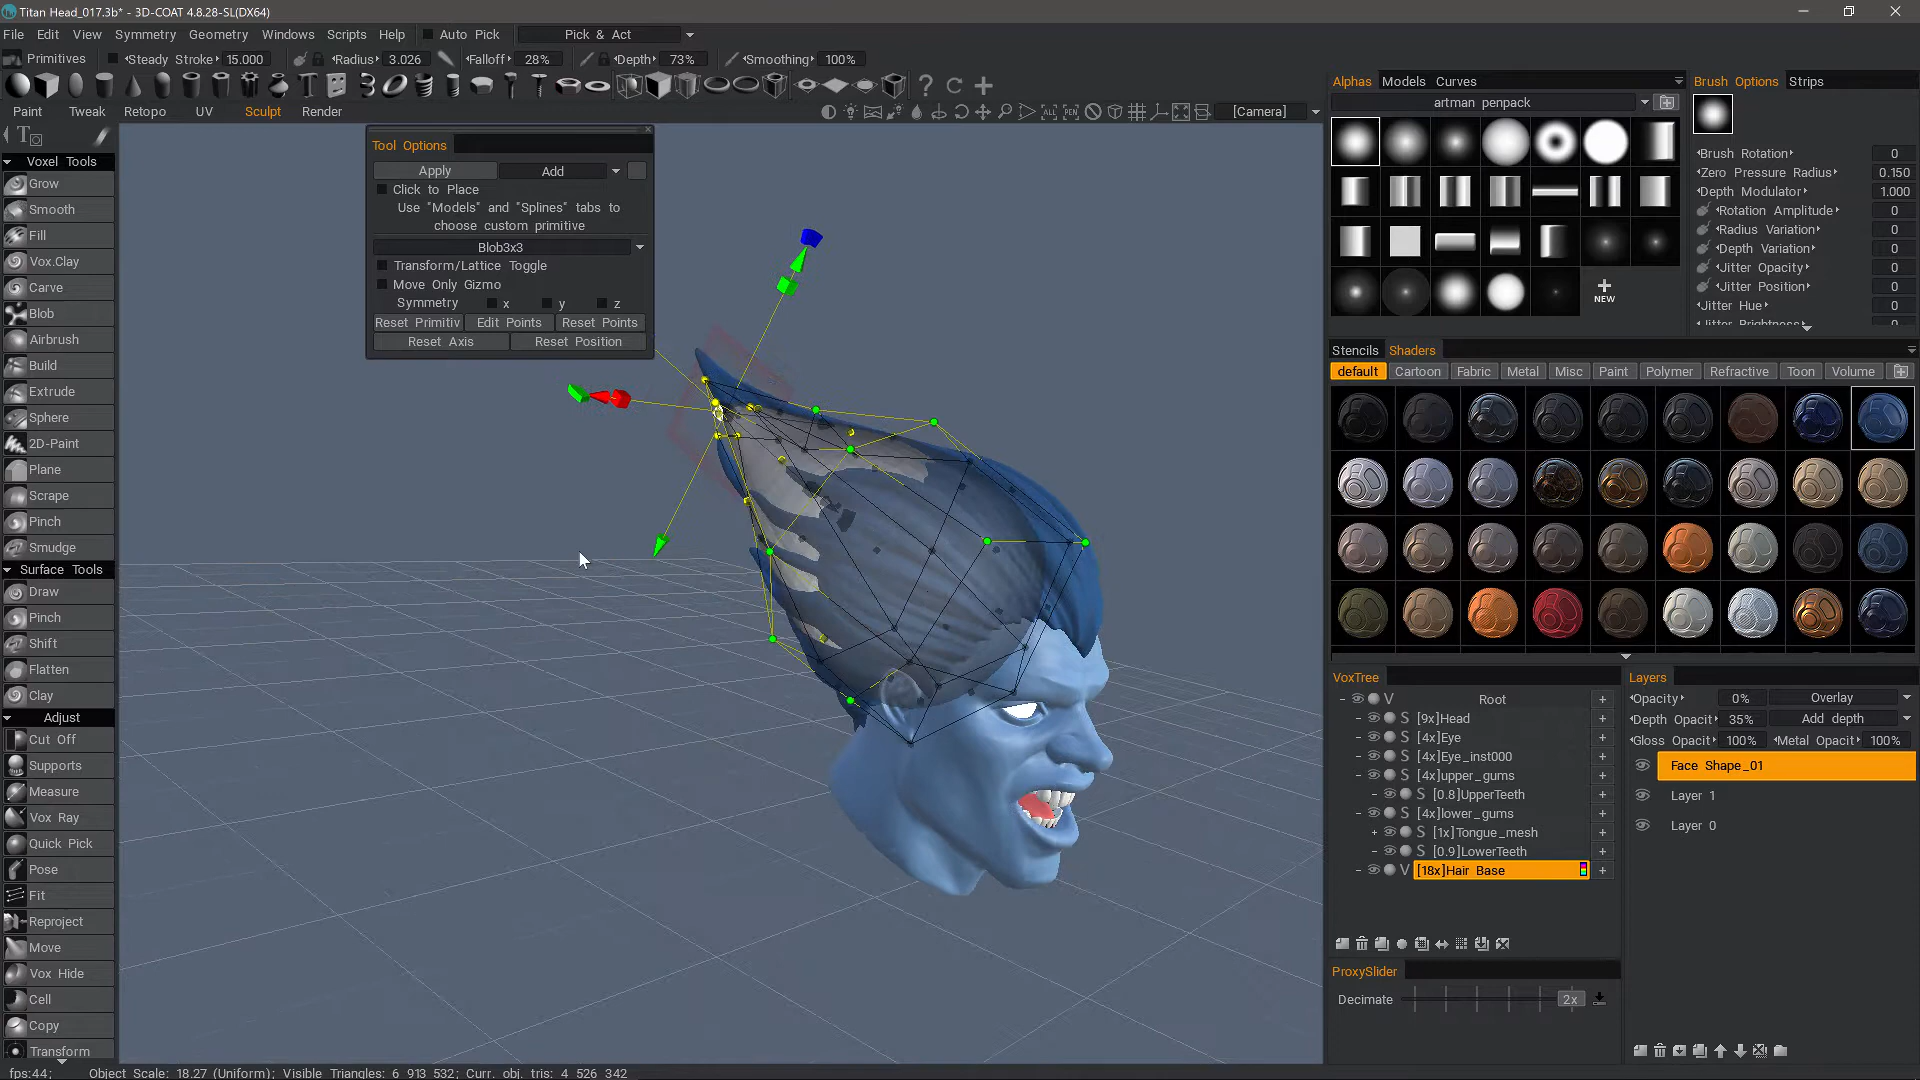 Titan Head_017.3b* - 3D-COAT 4.8.28-SL(DX64)
File Edit View Symmetry Geometry Windows Scripts Help Auto Pick Pick & Act
Primitives Steady Stroke 15.000 Radius 3.026 Falloff 28% Depth 73% Smoothing 100%
Paint Tweak Retopo UV Sculpt Render [Camera]
Voxel Tools
Grow
Smooth
Fill
Vox.Clay
Carve
Blob
Airbrush
Build
Extrude
Sphere
2D-Paint
Plane
Scrape
Pinch
Smudge
Surface Tools
Draw
Pinch
Shift
Flatten
Clay
Adjust
Cut Off
Supports
Measure
Vox Ray
Quick Pick
Pose
Fit
Reproject
Move
Vox Hide
Cell
Copy
Transform
Tool Options
Apply Add
Click to Place
Use "Models" and "Splines" tabs to
choose custom primitive
Blob3x3
Transform/Lattice Toggle
Move Only Gizmo
Symmetry x y z
Reset Primitiv Edit Points Reset Points
Reset Axis Reset Position
Alphas Models Curves
artman penpack
NEW
Brush Options Strips
Brush Rotation 0
Zero Pressure Radius 0.150
Depth Modulator 1.000
Rotation Amplitude 0
Radius Variation 0
Depth Variation 0
Jitter Opacity 0
Jitter Position 0
Jitter Hue 0
Jitter Brightness
Stencils Shaders
default Cartoon Fabric Metal Misc Paint Polymer Refractive Toon Volume
VoxTree
V Root +
S [9x]Head +
S [4x]Eye +
S [4x]Eye_inst000 +
S [4x]upper_gums +
S [0.8]UpperTeeth +
S [4x]lower_gums +
S [1x]Tongue_mesh +
S [0.9]LowerTeeth +
V [18x]Hair Base +
ProxySlider
Decimate 2x
Layers
Opacity 0% Overlay
Depth Opacit 35% Add depth
Gloss Opacit 100% Metal Opacit 100%
Face Shape_01
Layer 1
Layer 0
fps:44; Object Scale: 18.27 (Uniform); Visible Triangles: 6 913 532; Curr. obj. tris: 4 526 342